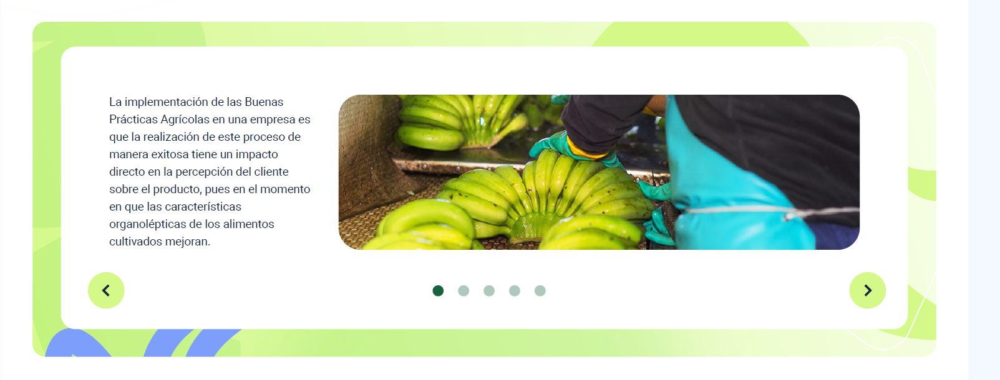 La implementación de las Buenas
Prácticas Agrícolas en una empresa es
que la realización de este proceso de
manera exitosa tiene un impacto
directo en la percepción del cliente
sobre el producto, pues en el momento
en que las características
organolépticas de los alimentos
cultivados mejoran.